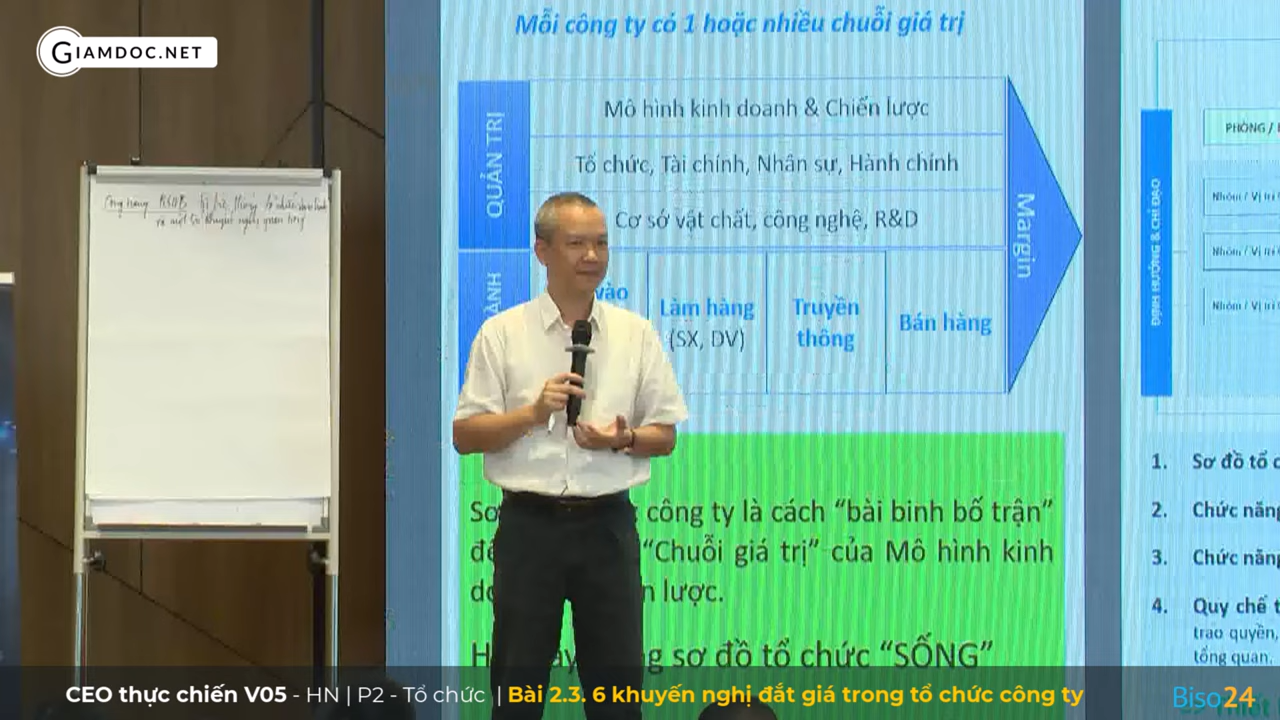 GIAMDOC.NET
Mỗi công ty có 1 hoặc nhiều chuỗi giá trị
QUẢN TRỊ
Mô hình kinh doanh & Chiến lược
Tổ chức, Tài chính, Nhân sự, Hành chính
Cơ sở vật chất, công nghệ, R&D
Margin
vào
Làm hàng
(SX, DV)
Truyền
thông
Bán hàng
công ty là cách “bài binh bố trận”
“Chuỗi giá trị” của Mô hình kinh
lược.
sơ đồ tổ chức “SỐNG”
PHÒNG /
ĐỊNH HƯỚNG & CHỈ ĐẠO
Nhóm / Vị trí
Nhóm / Vị trí
Nhóm / Vị trí
1. Sơ đồ tổ
2. Chức năng
3. Chức năng
4. Quy chế
trao quyền,
tổng quan.
CEO thực chiến V05 - HN | P2 - Tổ chức | Bài 2.3. 6 khuyến nghị đắt giá trong tổ chức công ty
Biso24